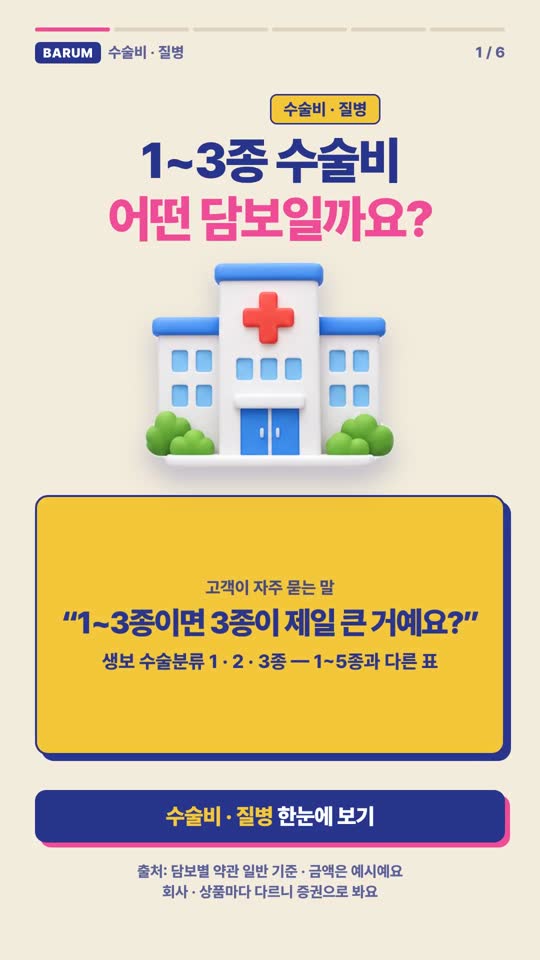 BARUM 수술비 · 질병 1 / 6
수술비 · 질병
1~3종 수술비
어떤 담보일까요?
고객이 자주 묻는 말
“1~3종이면 3종이 제일 큰 거예요?”
생보 수술분류 1 · 2 · 3종 — 1~5종과 다른 표
수술비 · 질병 한눈에 보기
출처: 담보별 약관 일반 기준 · 금액은 예시예요
회사 · 상품마다 다르니 증권으로 봐요